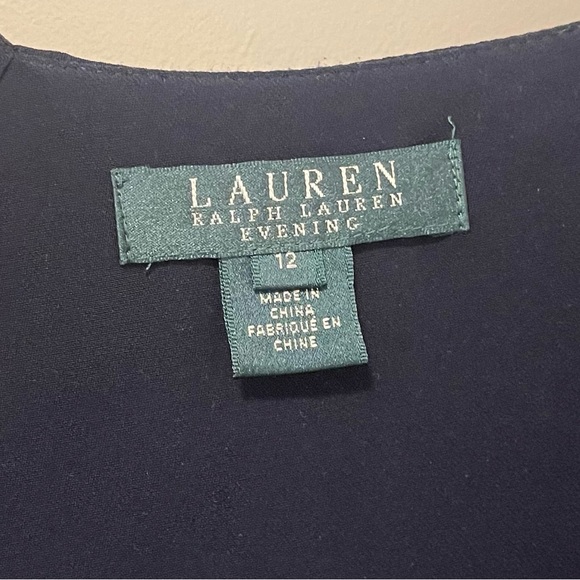 LAUREN
RALPH LAUREN
EVENING
12
MADE IN
CHINA
FABRIQUÉ EN
CHINE